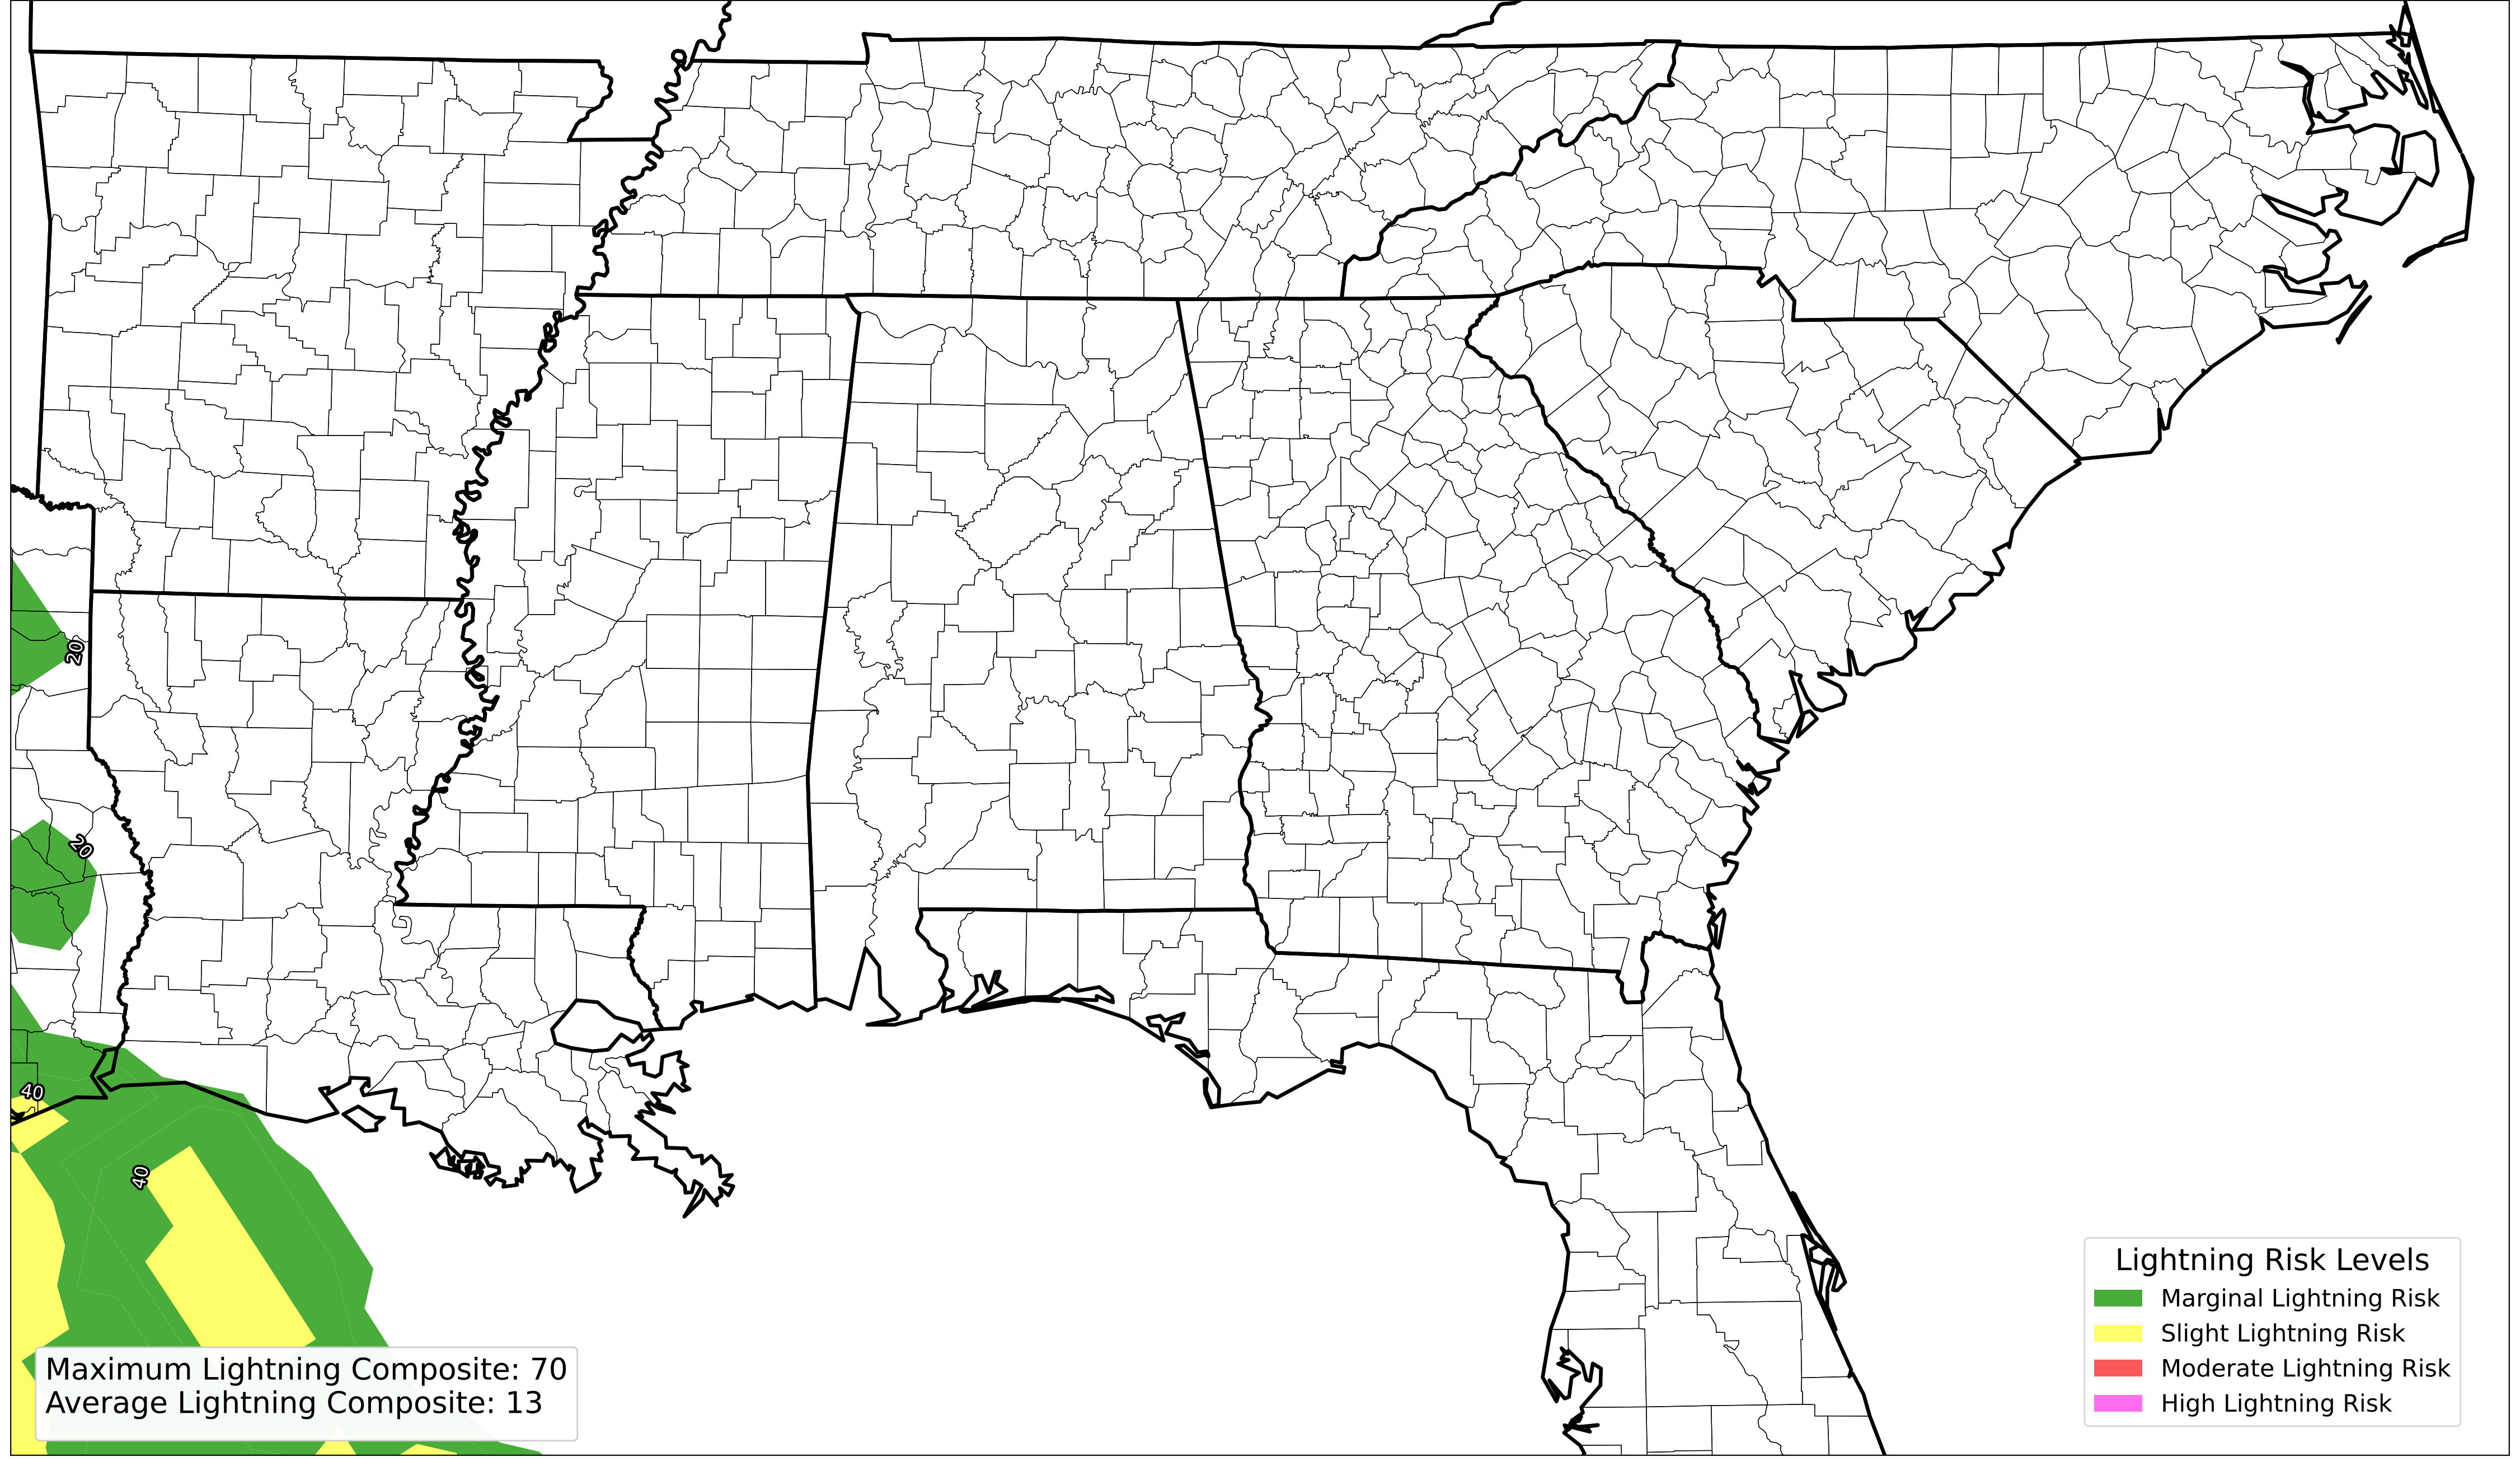 20
20
40
40
Maximum Lightning Composite: 70
Average Lightning Composite: 13
Lightning Risk Levels
Marginal Lightning Risk
Slight Lightning Risk
Moderate Lightning Risk
High Lightning Risk